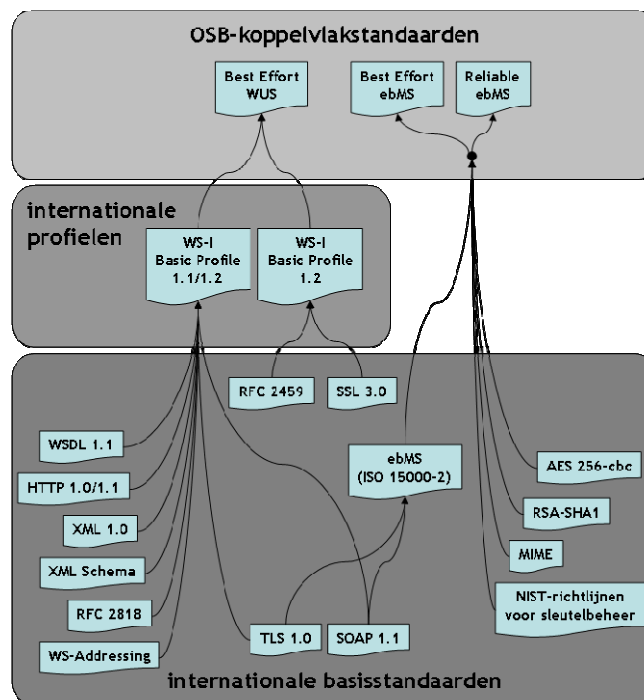 OSB-koppelvlakstandaarden
Best Effort
WUS
Best Effort
ebMS
Reliable
ebMS
internationale
profielen
WS-I
Basic Profile
1.1/1.2
WS-I
Basic Profile
1.2
RFC 2459
SSL 3.0
WSDL 1.1
HTTP 1.0/1.1
XML 1.0
XML Schema
RFC 2818
WS-Addressing
ebMS
(ISO 15000-2)
TLS 1.0
SOAP 1.1
AES 256-cbc
RSA-SHA1
MIME
NIST-richtlijnen
voor sleutelbeheer
internationale basisstandaarden